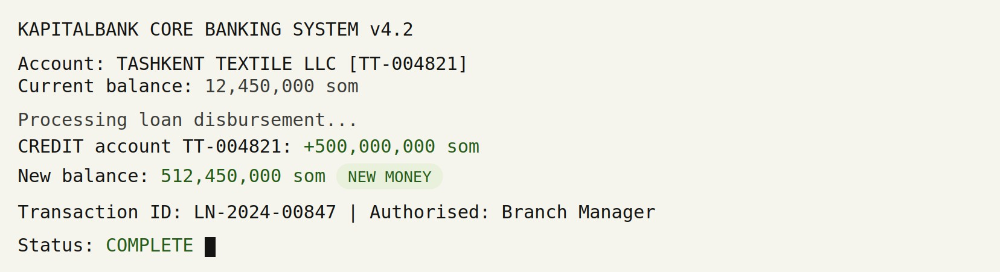 KAPITALBANK CORE BANKING SYSTEM v4.2
Account: TASHKENT TEXTILE LLC [TT-004821]
Current balance: 12,450,000 som
Processing loan disbursement...
CREDIT account TT-004821: +500,000,000 som
New balance: 512,450,000 som NEW MONEY
Transaction ID: LN-2024-00847 | Authorised: Branch Manager
Status: COMPLETE